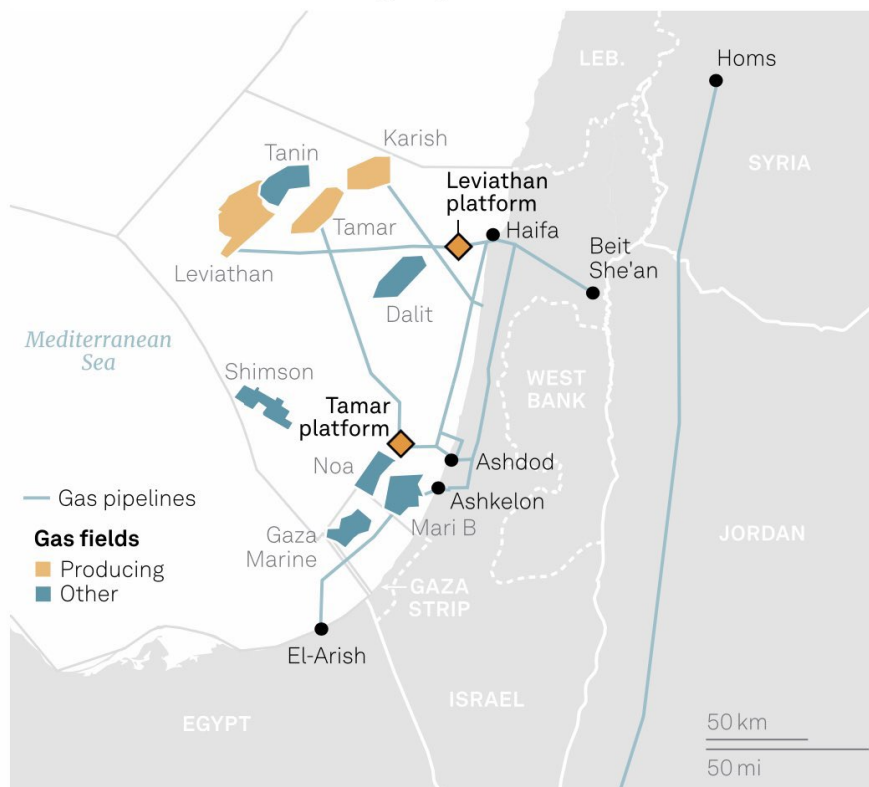 Homs
LEB.
SYRIA
Karish
Tanin
Leviathan
platform
Haifa
Tamar
Beit
She'an
Leviathan
Dalit
Mediterranean
Sea
Shimson
WEST
BANK
Tamar
platform
Noa
Ashdod
Ashkelon
Gas pipelines
Mari B
Gas fields
Gaza
Marine
JORDAN
Producing
Other
GAZA
STRIP
El-Arish
ISRAEL
EGYPT
50 km
50 mi